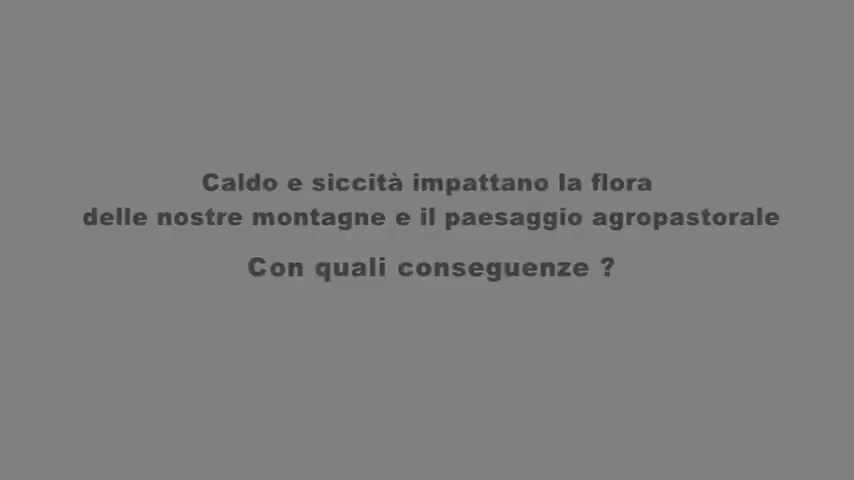 Caldo e siccità impattano la flora
delle nostre montagne e il paesaggio agropastorale
Con quali conseguenze ?